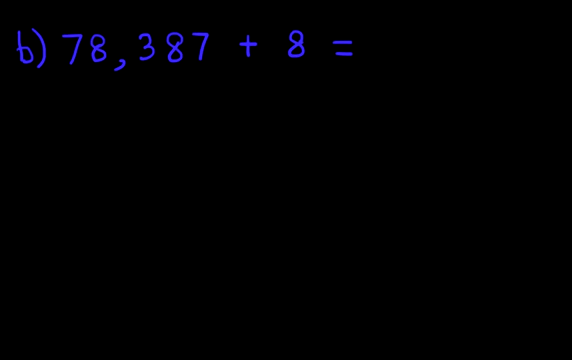 b) 78,387 + 8 =